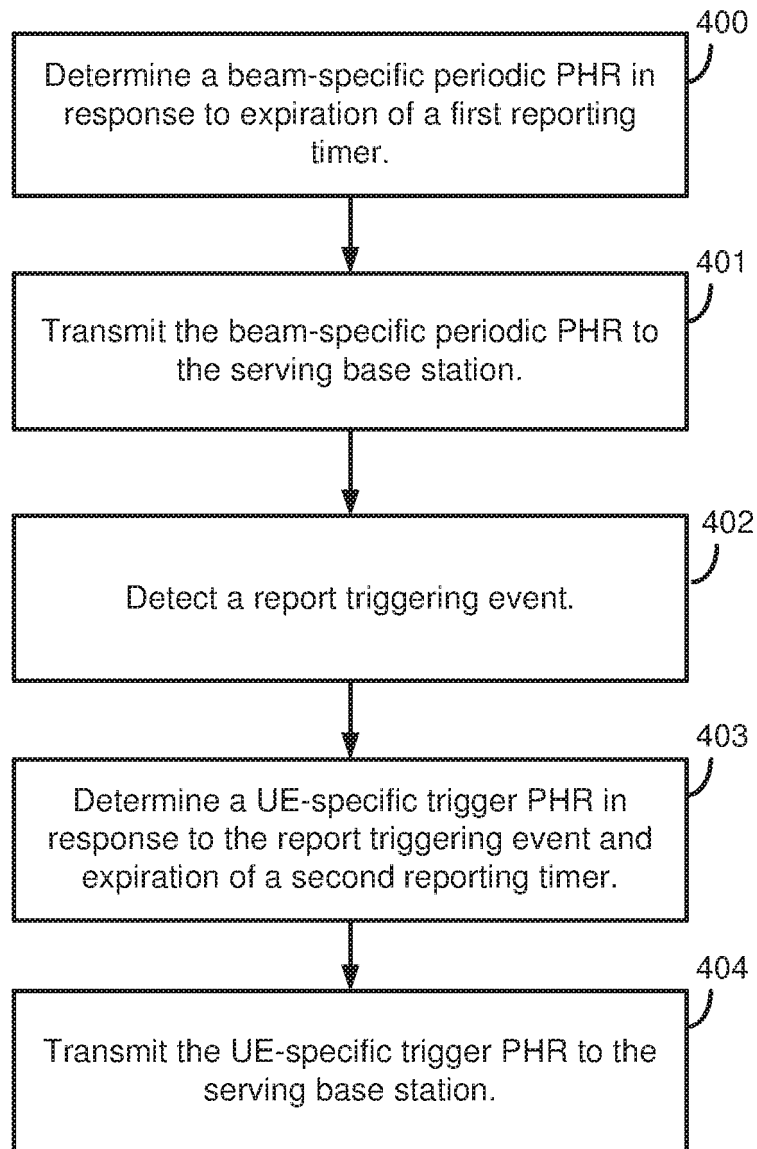 400
Determine a beam-specific periodic PHR in
response to expiration of a first reporting
timer.
401
Transmit the beam-specific periodic PHR to
the serving base station.
402
Detect a report triggering event.
403
Determine a UE-specific trigger PHR in
response to the report triggering event and
expiration of a second reporting timer.
404
Transmit the UE-specific trigger PHR to the
serving base station.